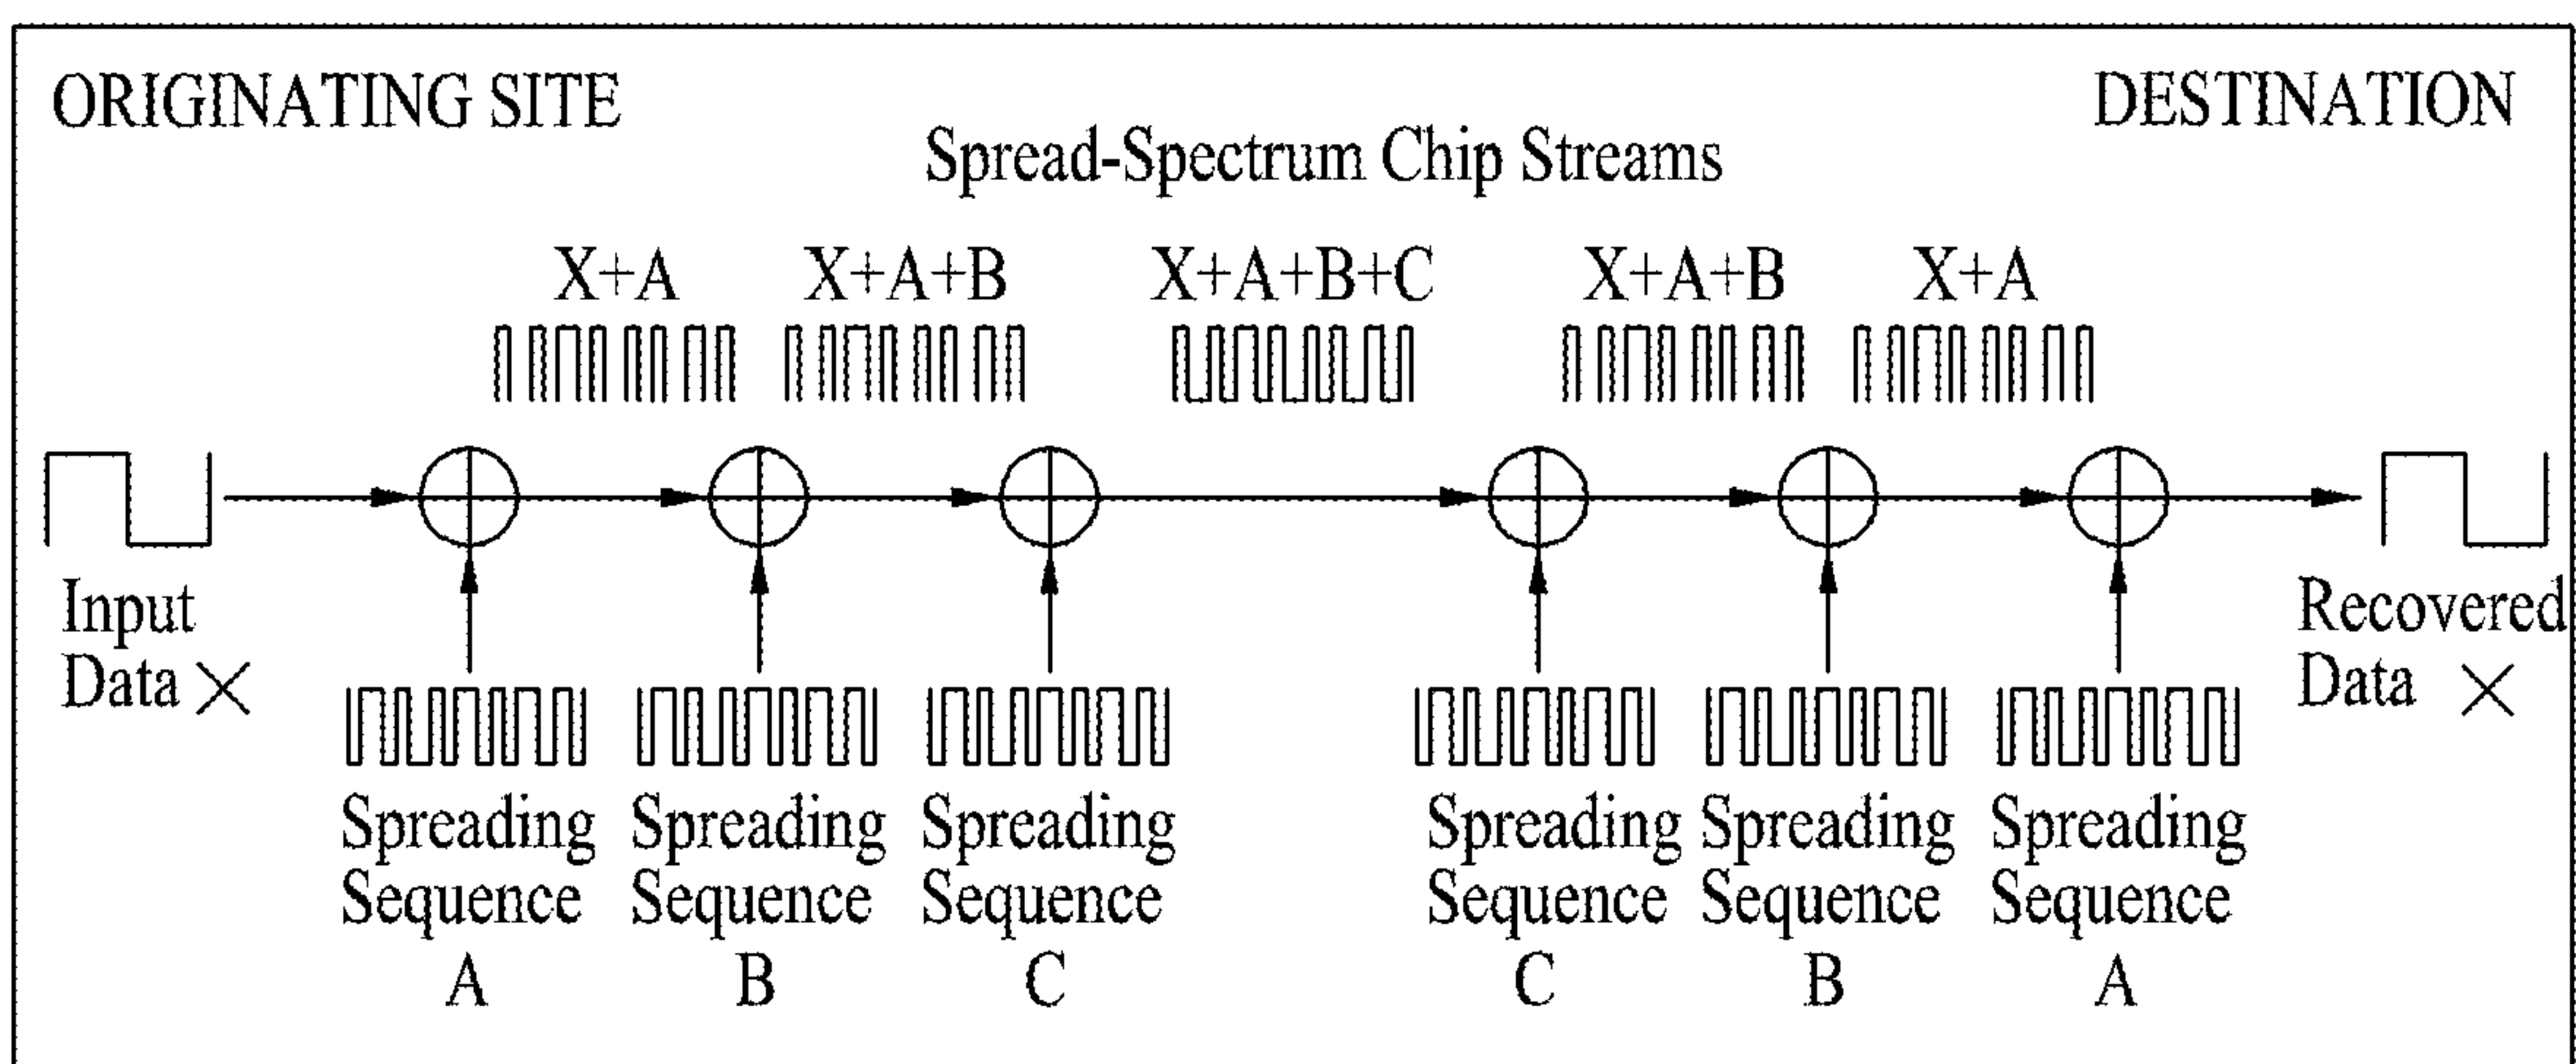 ORIGINATING SITE
DESTINATION
Spread-Spectrum Chip Streams
X+A
X+A+B
X+A+B+C
X+A+B
X+A
Input
Data ×
Recovered
Data ×
Spreading
Sequence
A
Spreading
Sequence
B
Spreading
Sequence
C
Spreading
Sequence
C
Spreading
Sequence
B
Spreading
Sequence
A